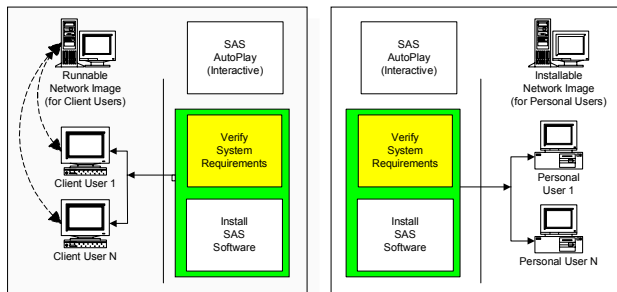 Runnable
Network Image
(for Client Users)
Client User 1
Client User N
SAS
AutoPlay
(Interactive)
Verify
System
Requirements
Install
SAS
Software
SAS
AutoPlay
(Interactive)
Verify
System
Requirements
Install
SAS
Software
Installable
Network Image
(for Personal Users)
Personal
User 1
Personal User N